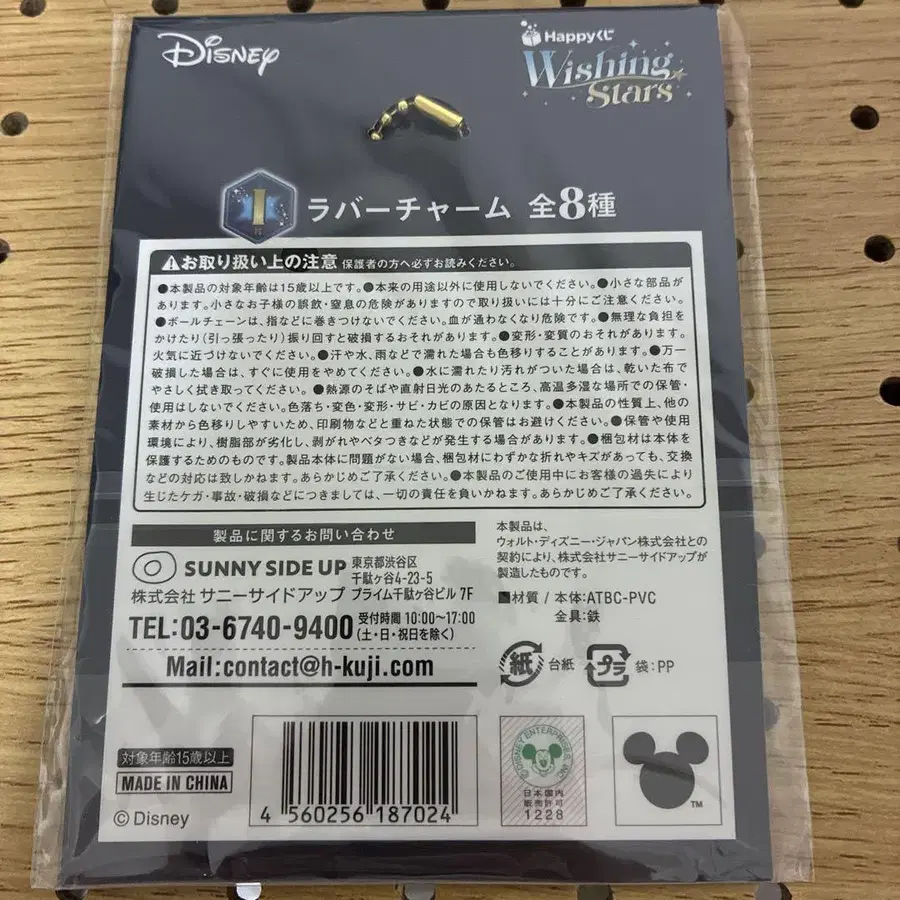 Disney
Happyくじ
Wishing
Stars
I
賞
ラバーチャーム 全8種
お取り扱い上の注意 保護者の方へ必ずお読みください。
●本製品の対象年齢は15歳以上です。●本来の用途以外に使用しないでください。●小さな部品が
あります。小さなお子様の誤飲・窒息の危険がありますので取り扱いには十分にご注意ください。
●ボールチェーンは、指などに巻きつけないでください。血が通わなくなり危険です。●無理な負担を
かけたり(引っ張ったり)振り回すと破損するおそれがあります。●変形・変質のおそれがあります。
火気に近づけないでください。●汗や水、雨などで濡れた場合も色移りすることがあります。●万一
破損した場合は、すぐに使用をやめてください。●水に濡れたり汚れがついた場合は、乾いた布で
やさしく拭き取ってください。●熱源のそばや直射日光のあたるところ、高温多湿な場所での保管・
使用はしないでください。色落ち・変色・変形・サビ・カビの原因となります。●本製品の性質上、他の
素材から色移りしやすいため、印刷物などと重ねた状態での保管はお避けください。●保管や使用
環境により、樹脂部が劣化し、剥がれやベタつきなどが発生する場合があります。●梱包材は本体を
保護するためのものです。製品本体に問題がない場合、梱包材にわずかな折れやキズがあっても、交換
などの対応は致しかねます。あらかじめご了承ください。●本製品のご使用中にお客様の過失により
生じたケガ・事故・破損などにつきましては、一切の責任を負いかねます。あらかじめご了承ください。
製品に関するお問い合わせ
SUNNY SIDE UP
株式会社 サニーサイドアップ
東京都渋谷区
千駄ヶ谷4-23-5
プライム千駄ヶ谷ビル 7F
TEL:03-6740-9400
受付時間 10:00〜17:00
(土・日・祝日を除く)
Mail:contact@h-kuji.com
本製品は、
ウォルト・ディズニー・ジャパン株式会社との
契約により、株式会社サニーサイドアップが
製造したものです。
■材質 / 本体:ATBC-PVC
金具:鉄
紙 台紙
プラ 袋:PP
対象年齢15歳以上
MADE IN CHINA
© Disney
4 560256 187024
© DISNEY ENTERPRISES, INC.
日本国内
販売許可
1228
TM